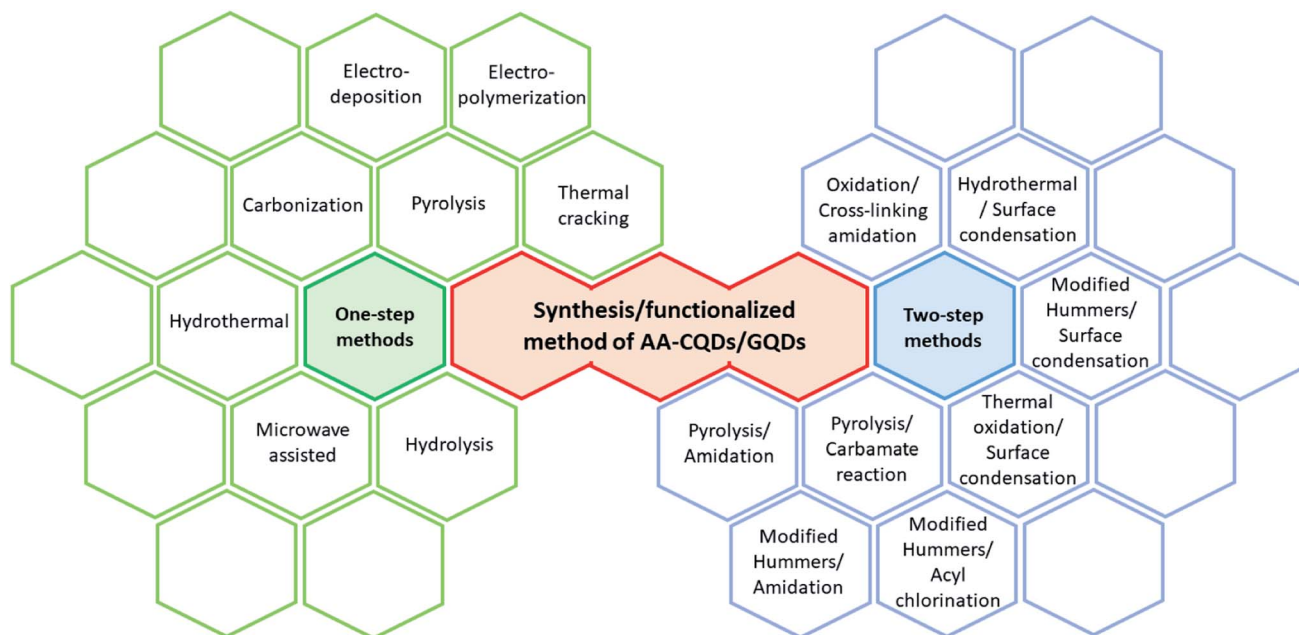 Electro-
deposition
Electro-
polymerization
Carbonization
Pyrolysis
Thermal
cracking
Hydrothermal
One-step
methods
Microwave
assisted
Hydrolysis
Synthesis/functionalized
method of AA-CQDs/GQDs
Oxidation/
Cross-linking
amidation
Hydrothermal
/ Surface
condensation
Two-step
methods
Modified
Hummers/
Surface
condensation
Pyrolysis/
Amidation
Pyrolysis/
Carbamate
reaction
Thermal
oxidation/
Surface
condensation
Modified
Hummers/
Amidation
Modified
Hummers/
Acyl
chlorination